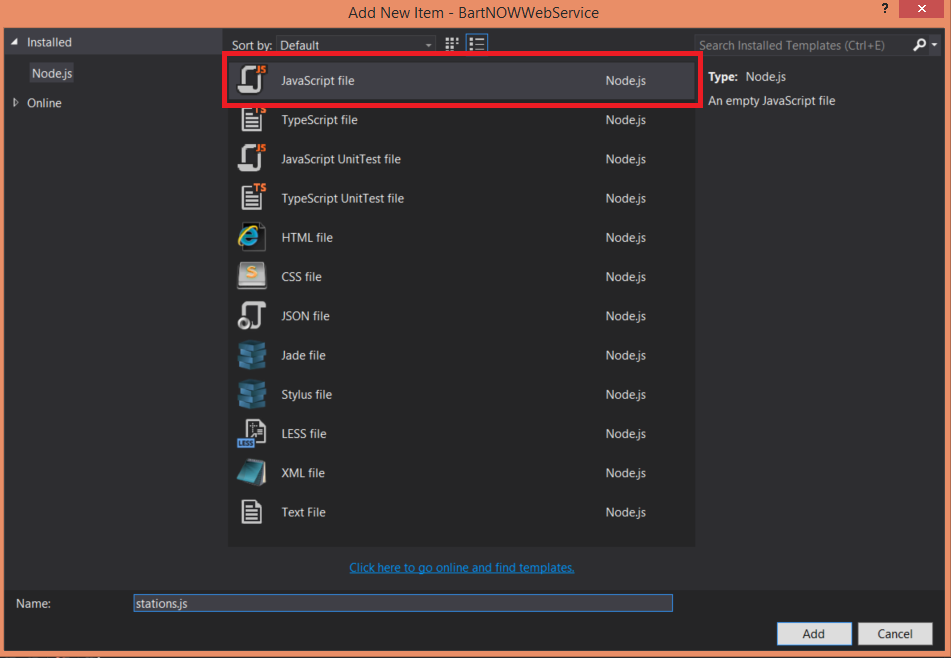 Add New Item - BartNOWWebService
?
Installed
Node.js
Online
Sort by: Default
Search Installed Templates (Ctrl+E)
JS JavaScript file Node.js
TS TypeScript file Node.js
JS JavaScript UnitTest file Node.js
TS TypeScript UnitTest file Node.js
HTML file Node.js
S CSS file Node.js
JSON file Node.js
Jade file Node.js
Stylus file Node.js
LESS LESS file Node.js
XML file Node.js
Text File Node.js
Type: Node.js
An empty JavaScript file
Click here to go online and find templates.
Name: stations.js
Add Cancel